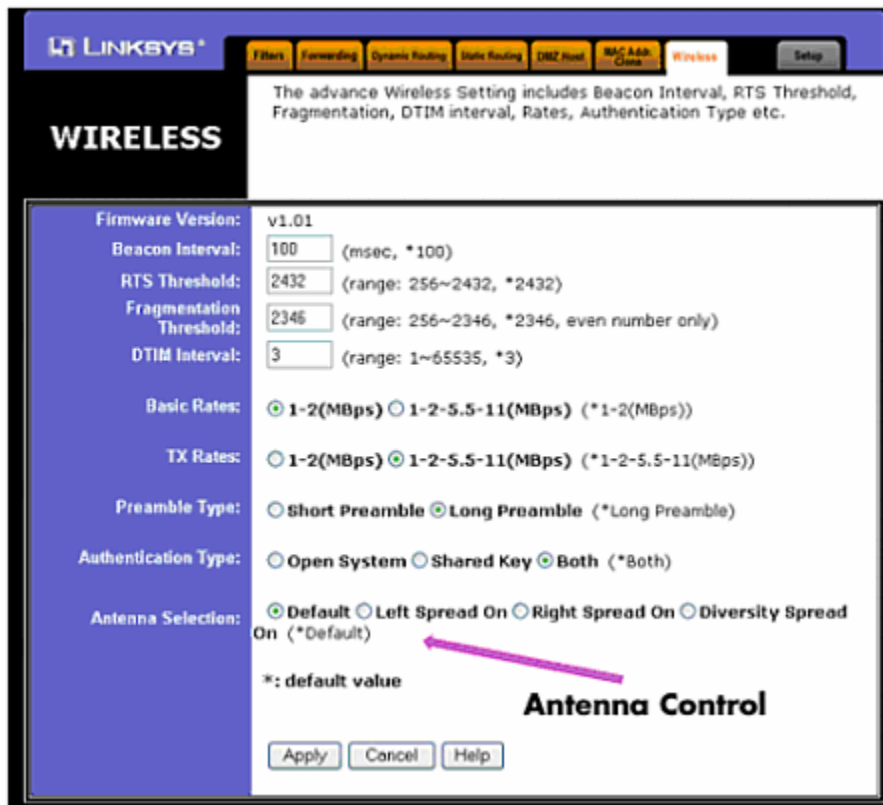 LINKSYS®
Filters Forwarding Dynamic Routing Static Routing DMZ Host MAC Addr. Clone Wireless Setup
WIRELESS
The advance Wireless Setting includes Beacon Interval, RTS Threshold,
Fragmentation, DTIM interval, Rates, Authentication Type etc.
Firmware Version: v1.01
Beacon Interval: 100 (msec, *100)
RTS Threshold: 2432 (range: 256~2432, *2432)
Fragmentation Threshold: 2346 (range: 256~2346, *2346, even number only)
DTIM Interval: 3 (range: 1~65535, *3)
Basic Rates: 1-2(MBps) 1-2-5.5-11(MBps) (*1-2(MBps))
TX Rates: 1-2(MBps) 1-2-5.5-11(MBps) (*1-2-5.5-11(MBps))
Preamble Type: Short Preamble Long Preamble (*Long Preamble)
Authentication Type: Open System Shared Key Both (*Both)
Antenna Selection: Default Left Spread On Right Spread On Diversity Spread
On (*Default)
*: default value
Antenna Control
Apply Cancel Help